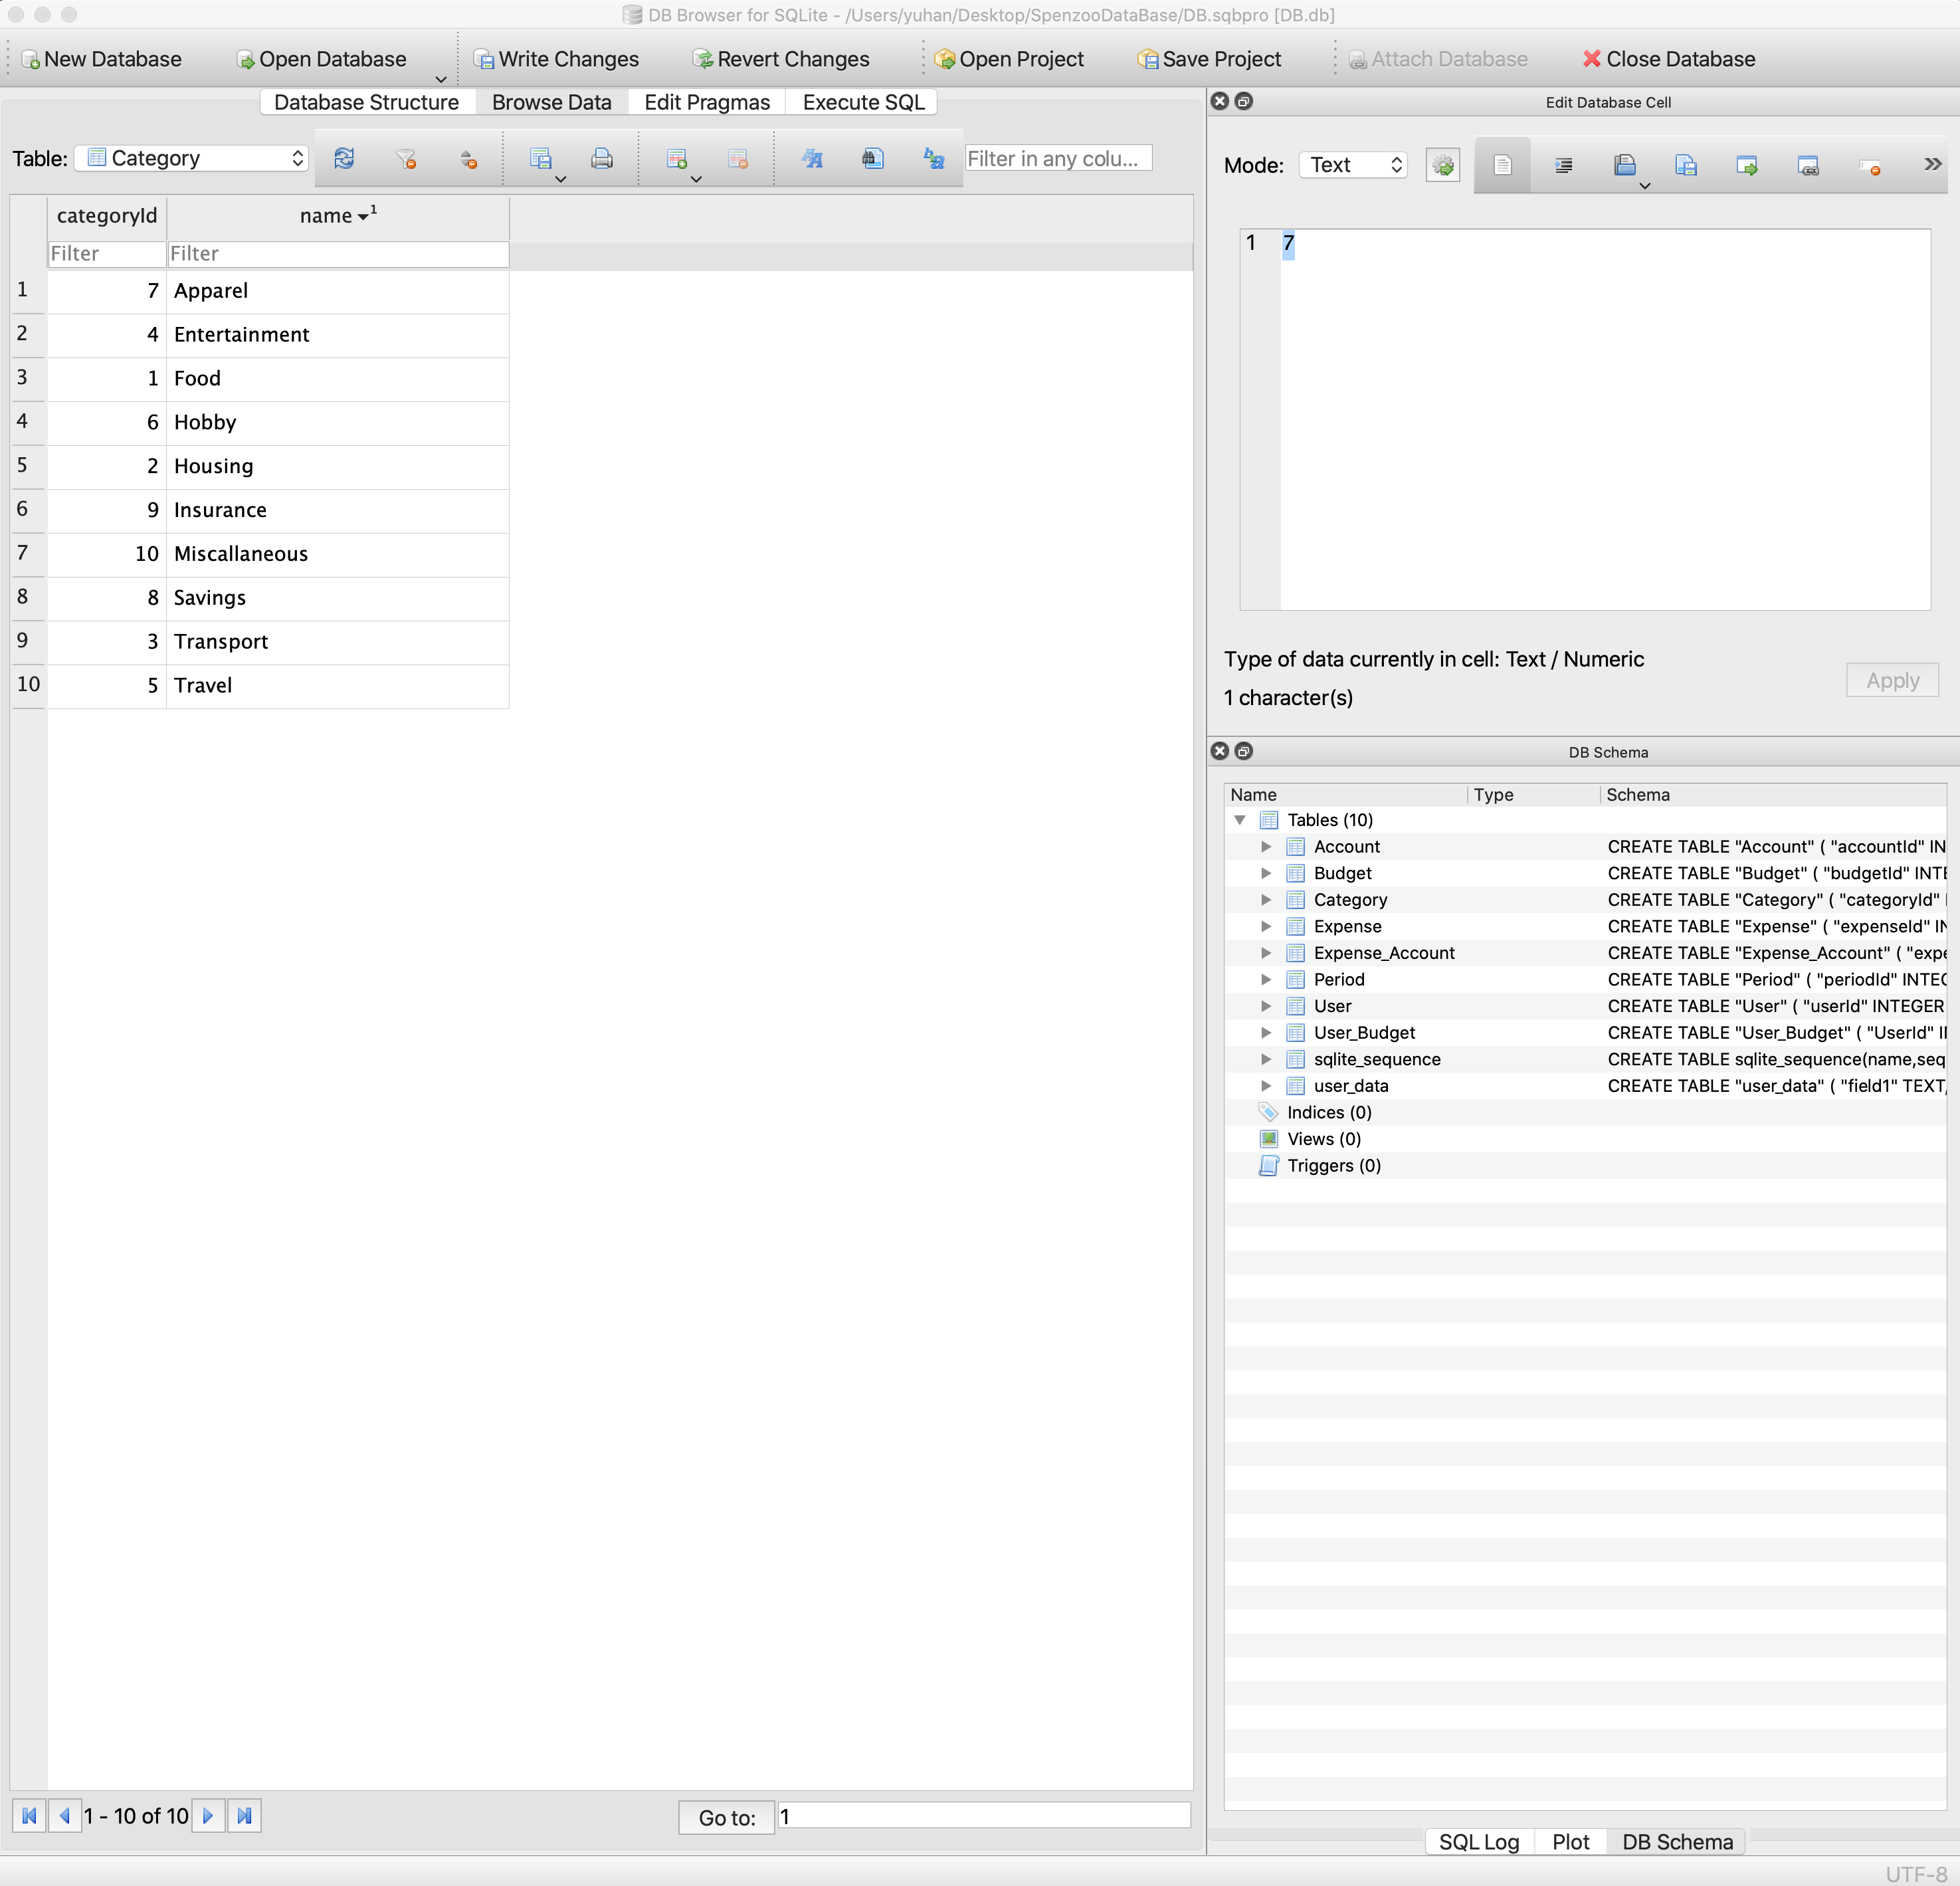 DB Browser for SQLite - /Users/yuhan/Desktop/SpenzooDataBase/DB.sqbpro [DB.db]
New Database Open Database Write Changes Revert Changes Open Project Save Project Attach Database Close Database
Database Structure Browse Data Edit Pragmas Execute SQL
Table: Category Filter in any colu...
categoryId name 1
Filter Filter
1 7 Apparel
2 4 Entertainment
3 1 Food
4 6 Hobby
5 2 Housing
6 9 Insurance
7 10 Miscallaneous
8 8 Savings
9 3 Transport
10 5 Travel
1 - 10 of 10 Go to: 1
Edit Database Cell
Mode: Text
1 7
Type of data currently in cell: Text / Numeric
1 character(s)
Apply
DB Schema
Name Type Schema
Tables (10)
Account CREATE TABLE "Account" ( "accountId" IN
Budget CREATE TABLE "Budget" ( "budgetId" INTE
Category CREATE TABLE "Category" ( "categoryId" I
Expense CREATE TABLE "Expense" ( "expenseId" IN
Expense_Account CREATE TABLE "Expense_Account" ( "expe
Period CREATE TABLE "Period" ( "periodId" INTEG
User CREATE TABLE "User" ( "userId" INTEGER
User_Budget CREATE TABLE "User_Budget" ( "UserId" II
sqlite_sequence CREATE TABLE sqlite_sequence(name,seq
user_data CREATE TABLE "user_data" ( "field1" TEXT,
Indices (0)
Views (0)
Triggers (0)
SQL Log Plot DB Schema
UTF-8